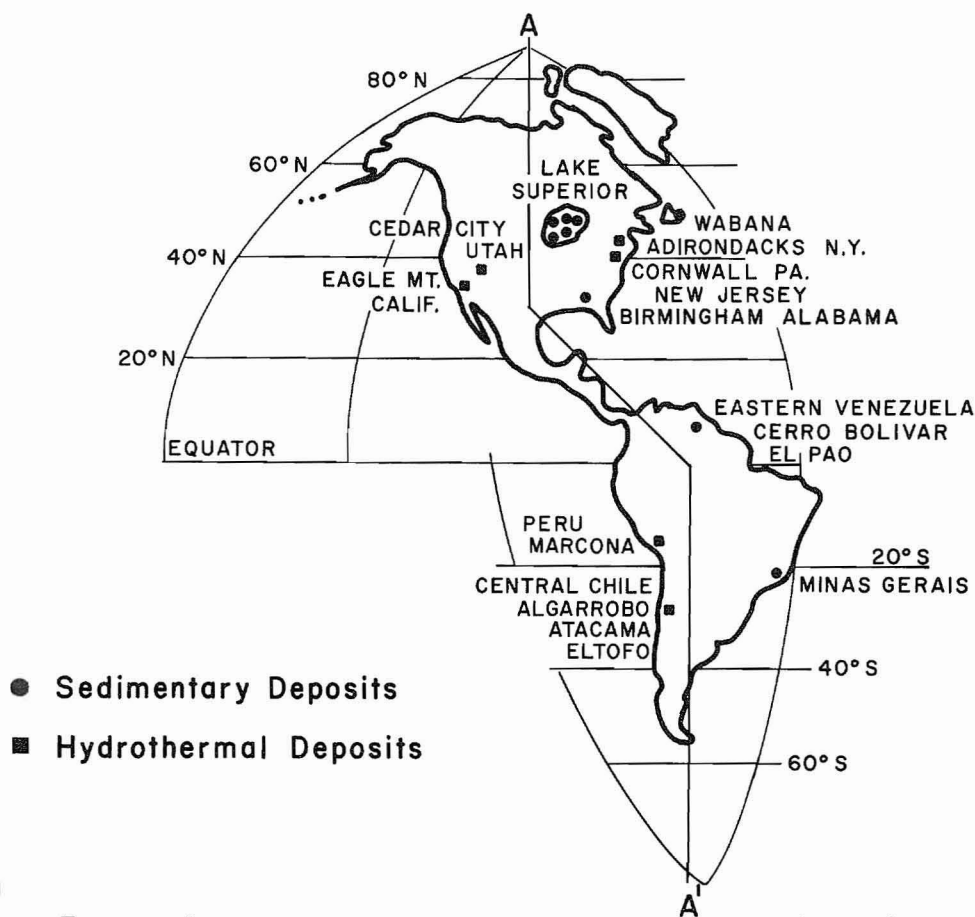 A
80°N
60°N
LAKE
SUPERIOR
WABANA
CEDAR CITY
UTAH
ADIRONDACKS N.Y.
40°N
CORNWALL PA.
EAGLE MT.
CALIF.
NEW JERSEY
BIRMINGHAM ALABAMA
20°N
EASTERN VENEZUELA
CERRO BOLIVAR
EL PAO
EQUATOR
PERU
MARCONA
20°S
MINAS GERAIS
CENTRAL CHILE
ALGARROBO
ATACAMA
ELTOFO
40°S
Sedimentary Deposits
Hydrothermal Deposits
60°S
A'